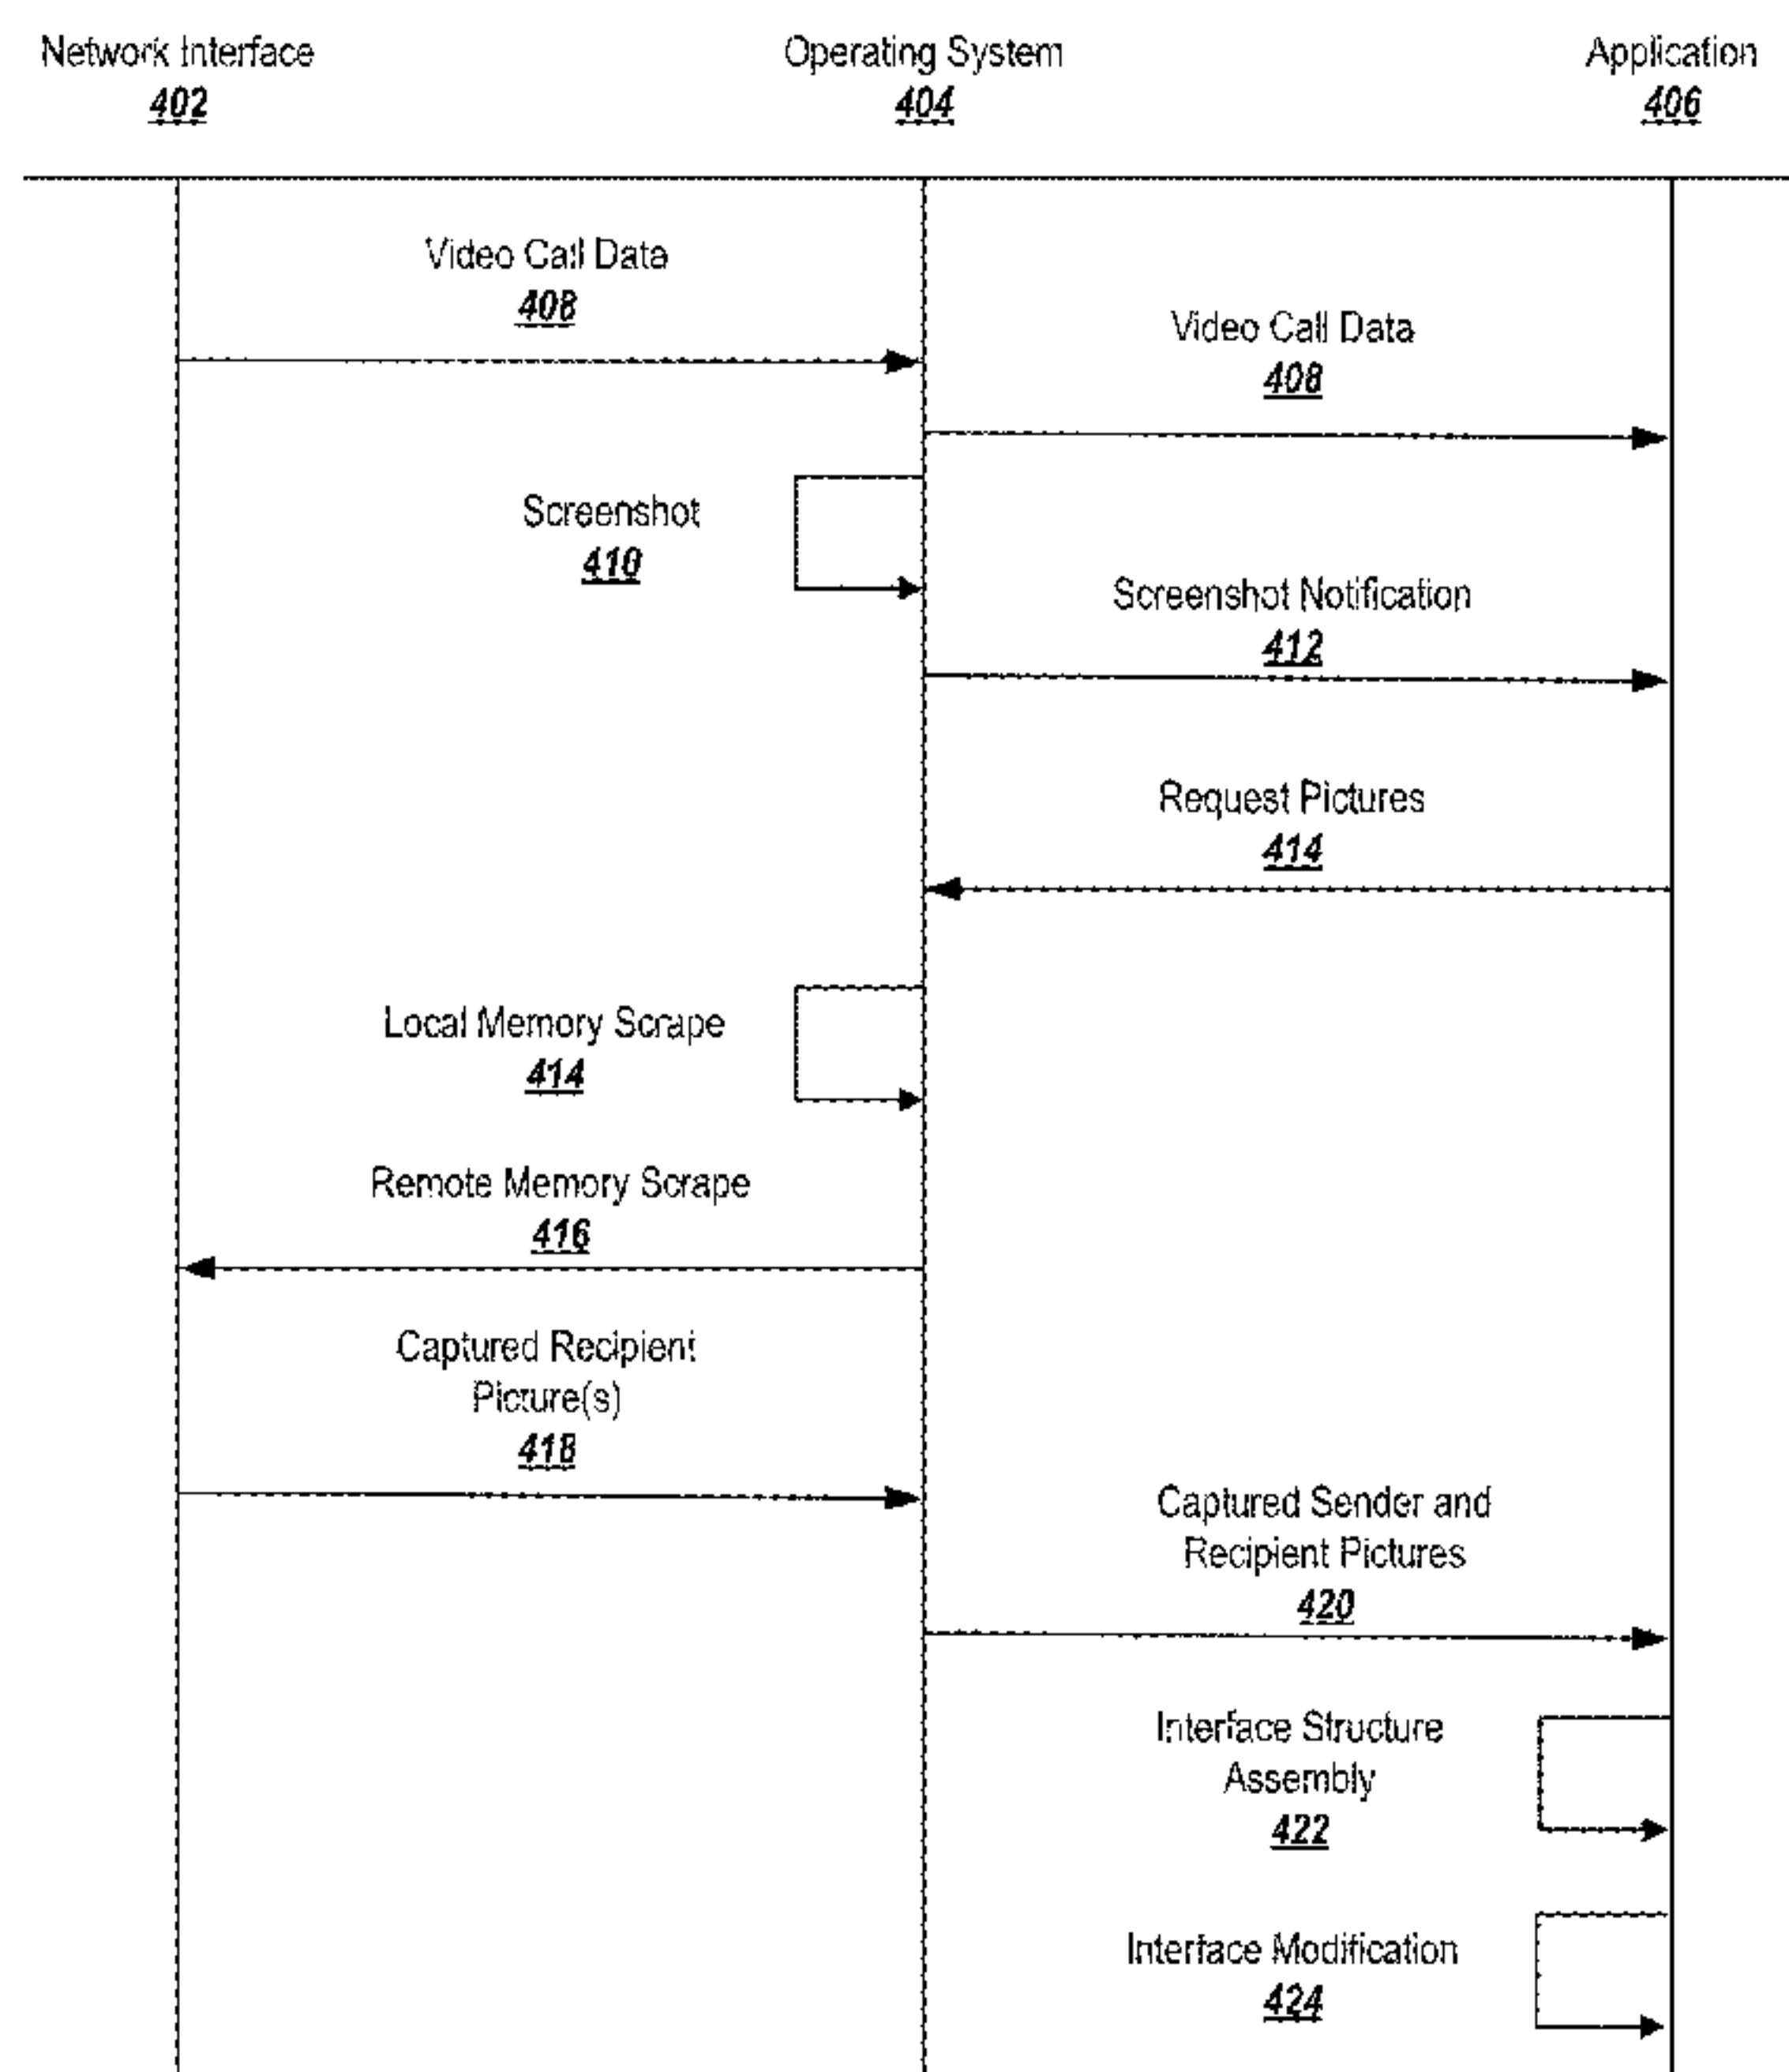 Network Interface
402
Operating System
404
Application
406
Video Call Data
408
Video Call Data
408
Screenshot
410
Screenshot Notification
412
Request Pictures
414
Local Memory Scrape
414
Remote Memory Scrape
416
Captured Recipient
Picture(s)
418
Captured Sender and
Recipient Pictures
420
Interface Structure
Assembly
422
Interface Modification
424